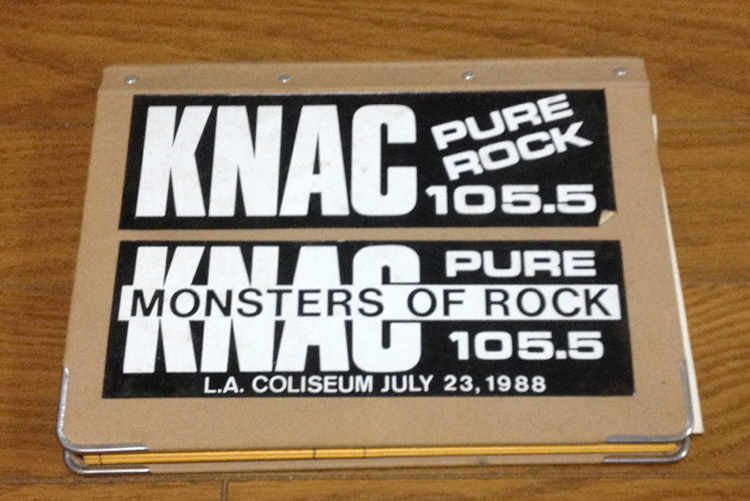 KNAC PURE
ROCK
105.5
KNAC PURE
MONSTERS OF ROCK
105.5
L.A. COLISEUM JULY 23, 1988